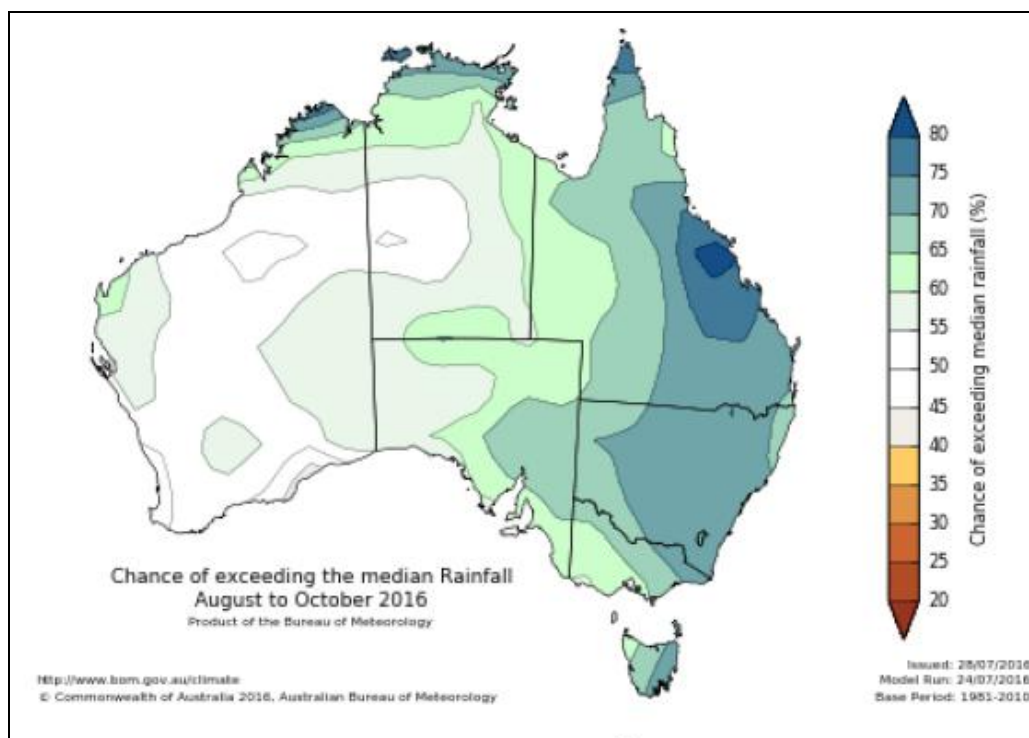 80
75
70
65
60
55
50
45
40
35
30
25
20
Chance of exceeding median rainfall (%)
Chance of exceeding the median Rainfall
August to October 2016
Product of the Bureau of Meteorology
http://www.bom.gov.au/climate
© Commonwealth of Australia 2016, Australian Bureau of Meteorology
Issued: 28/07/2016
Model Run: 24/07/2016
Base Period: 1981-2010